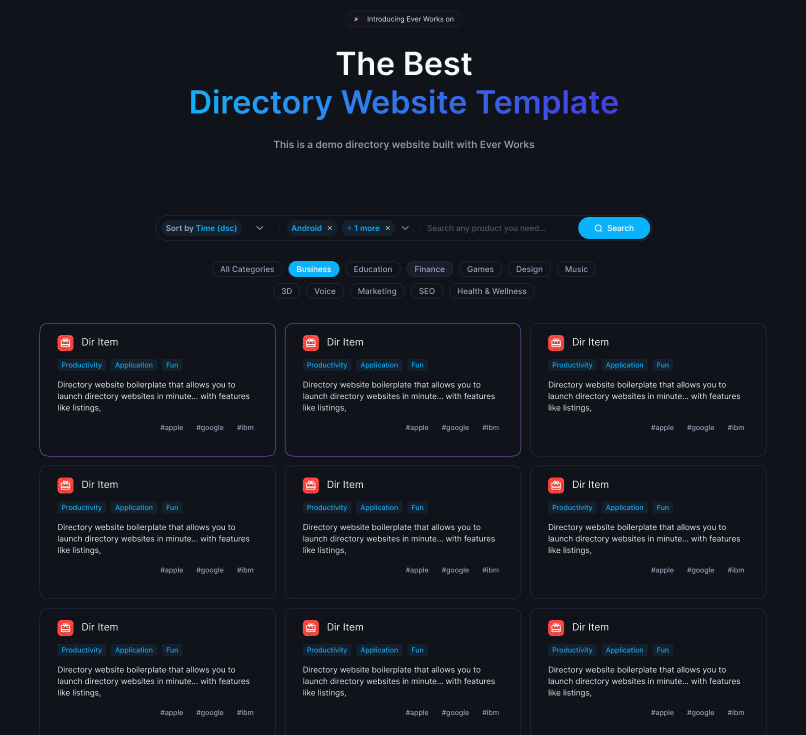 Introducing Ever Works on
The Best
Directory Website Template
This is a demo directory website built with Ever Works
Sort by Time (dsc) Android × + 1 more × Search any product you need... Search
All Categories Business Education Finance Games Design Music
3D Voice Marketing SEO Health & Wellness
Dir Item
Productivity Application Fun
Directory website boilerplate that allows you to
launch directory websites in minute... with features
like listings,
#apple #google #ibm
Dir Item
Productivity Application Fun
Directory website boilerplate that allows you to
launch directory websites in minute... with features
like listings,
#apple #google #ibm
Dir Item
Productivity Application Fun
Directory website boilerplate that allows you to
launch directory websites in minute... with features
like listings,
#apple #google #ibm
Dir Item
Productivity Application Fun
Directory website boilerplate that allows you to
launch directory websites in minute... with features
like listings,
#apple #google #ibm
Dir Item
Productivity Application Fun
Directory website boilerplate that allows you to
launch directory websites in minute... with features
like listings,
#apple #google #ibm
Dir Item
Productivity Application Fun
Directory website boilerplate that allows you to
launch directory websites in minute... with features
like listings,
#apple #google #ibm
Dir Item
Productivity Application Fun
Directory website boilerplate that allows you to
launch directory websites in minute... with features
like listings,
#apple #google #ibm
Dir Item
Productivity Application Fun
Directory website boilerplate that allows you to
launch directory websites in minute... with features
like listings,
#apple #google #ibm
Dir Item
Productivity Application Fun
Directory website boilerplate that allows you to
launch directory websites in minute... with features
like listings,
#apple #google #ibm